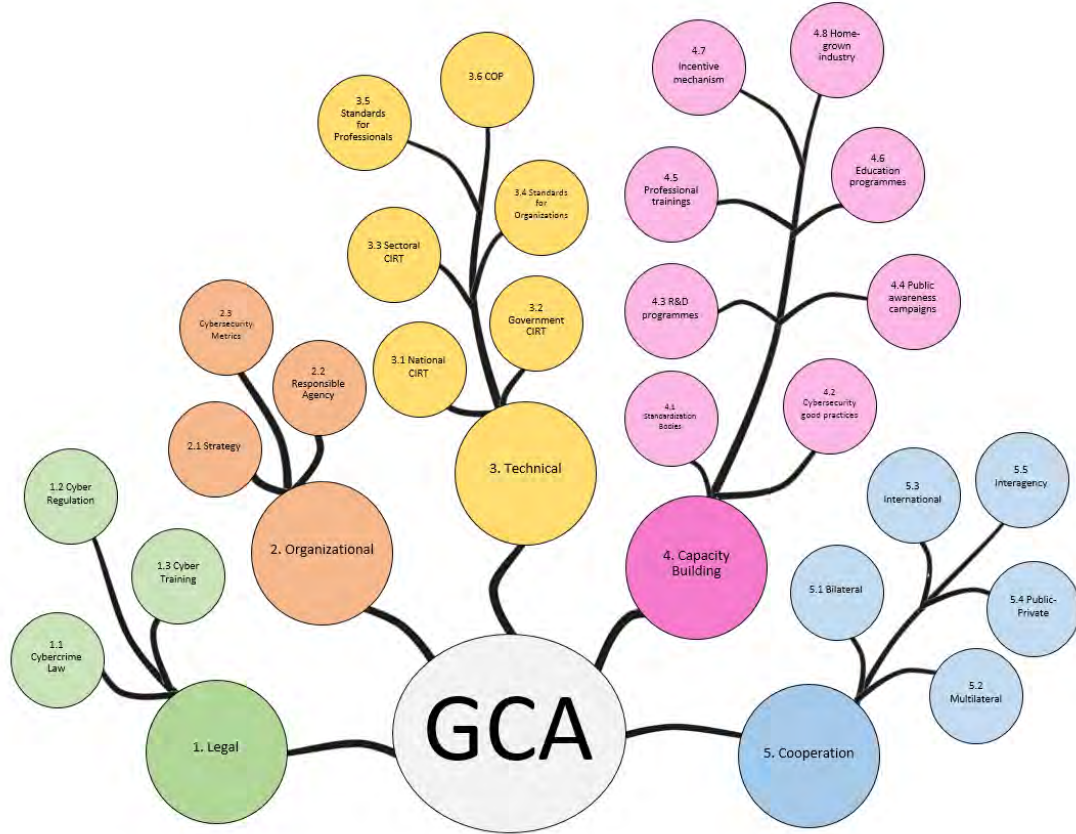 4.7
Incentive
mechanism
4.8 Home-
grown
industry
3.6 COP
3.5
Standards
for
Professionals
4.5
Professional
trainings
4.6
Education
programmes
3.4 Standards
for
Organizations
3.3 Sectoral
CIRT
4.3 R&D
programmes
4.4 Public
awareness
campaigns
2.3
Cybersecurity
Metrics
3.2
Government
CIRT
3.1 National
CIRT
2.2
Responsible
Agency
4.1
Standardization
Bodies
4.2
Cybersecurity
good practices
2.1 Strategy
3. Technical
5.3
International
5.5
Interagency
1.2 Cyber
Regulation
2. Organizational
4. Capacity
Building
1.3 Cyber
Training
5.1 Bilateral
5.4 Public-
Private
1.1
Cybercrime
Law
5.2
Multilateral
GCA
1. Legal
5. Cooperation